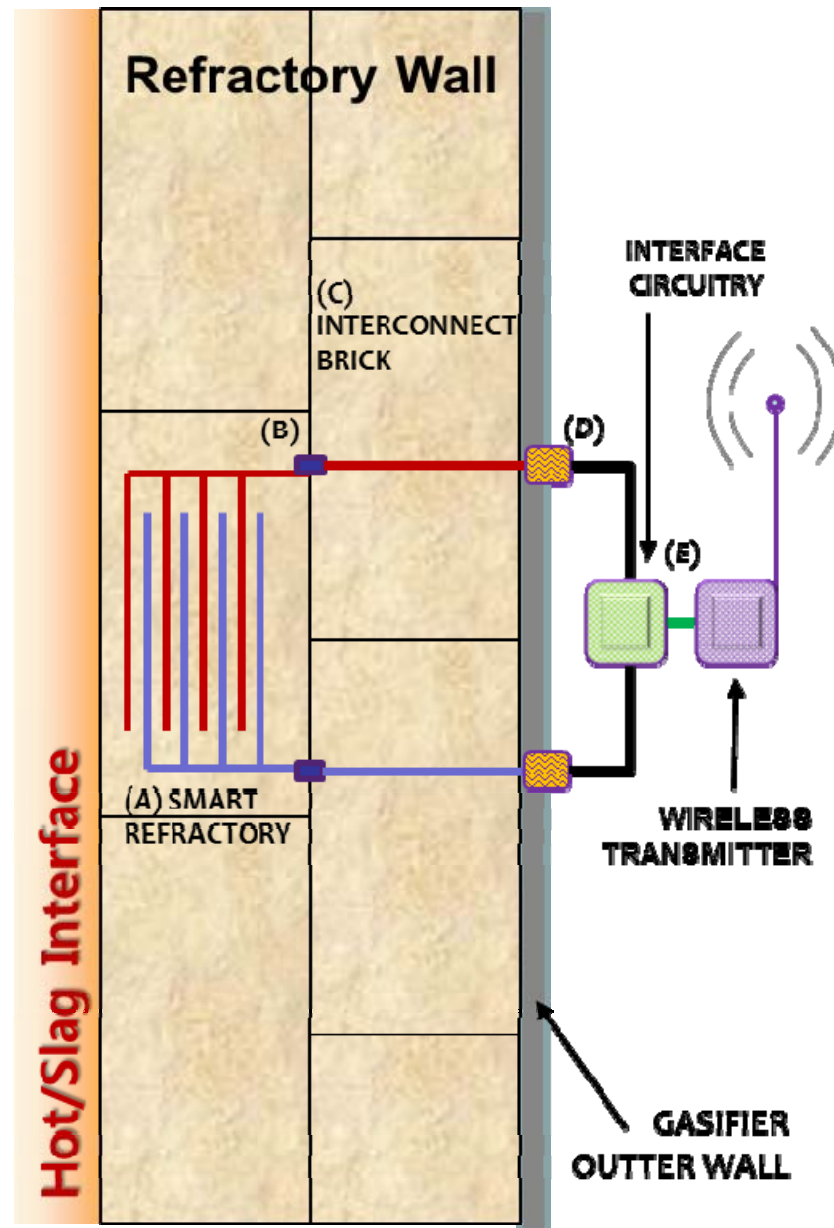 Refractory Wall
INTERFACE
CIRCUITRY
(C)
INTERCONNECT
BRICK
(B)
(D)
(E)
(A) SMART
REFRACTORY
WIRELESS
TRANSMITTER
Hot/Slag Interface
GASIFIER
OUTTER WALL